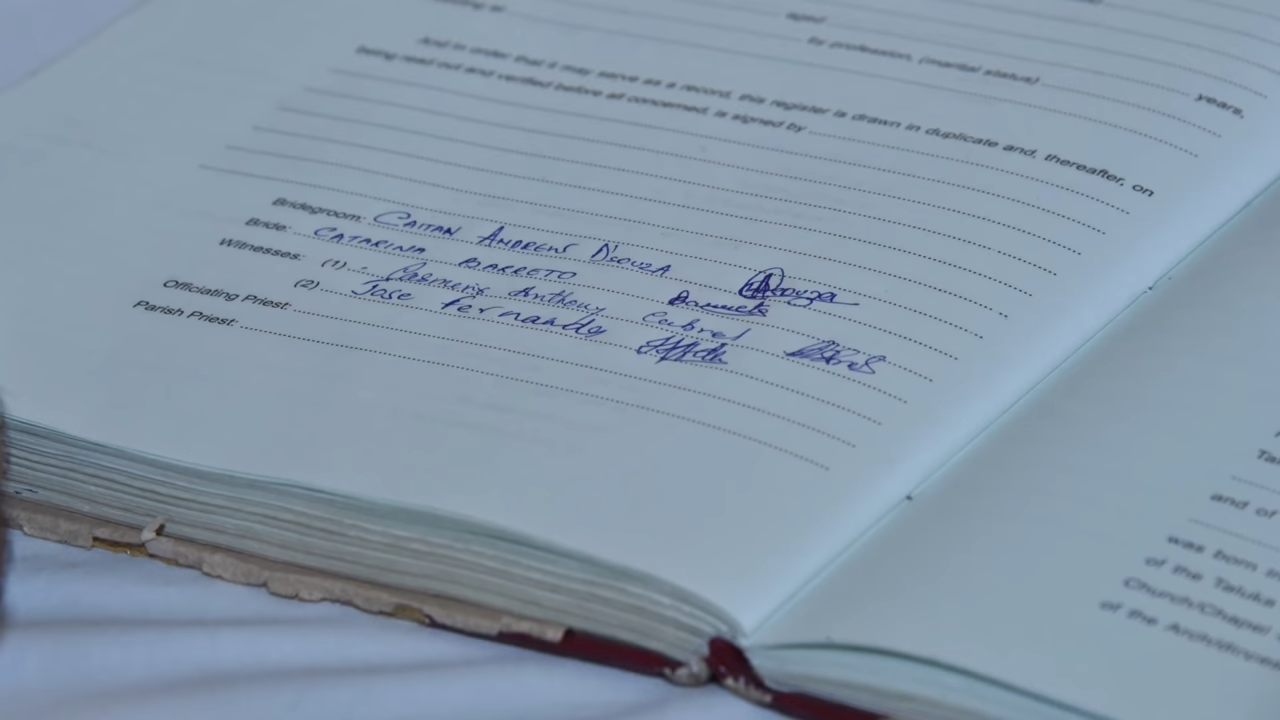 aged
years,
by profession, (marital status)
And in order that it may serve as a record, this register is drawn in duplicate and, thereafter, on
being read out and verified before all concerned, is signed by
Bridegroom: CAITAN ANDREW D'SOUZA
Bride: CATARINA BARRETO Barreto
Witnesses: (1) Anthony Cabral
(2) Jose Fernandes
Officiating Priest:
Parish Priest:
and of
was born in
of the Taluka
Church/Chapel
of the Archdiocese